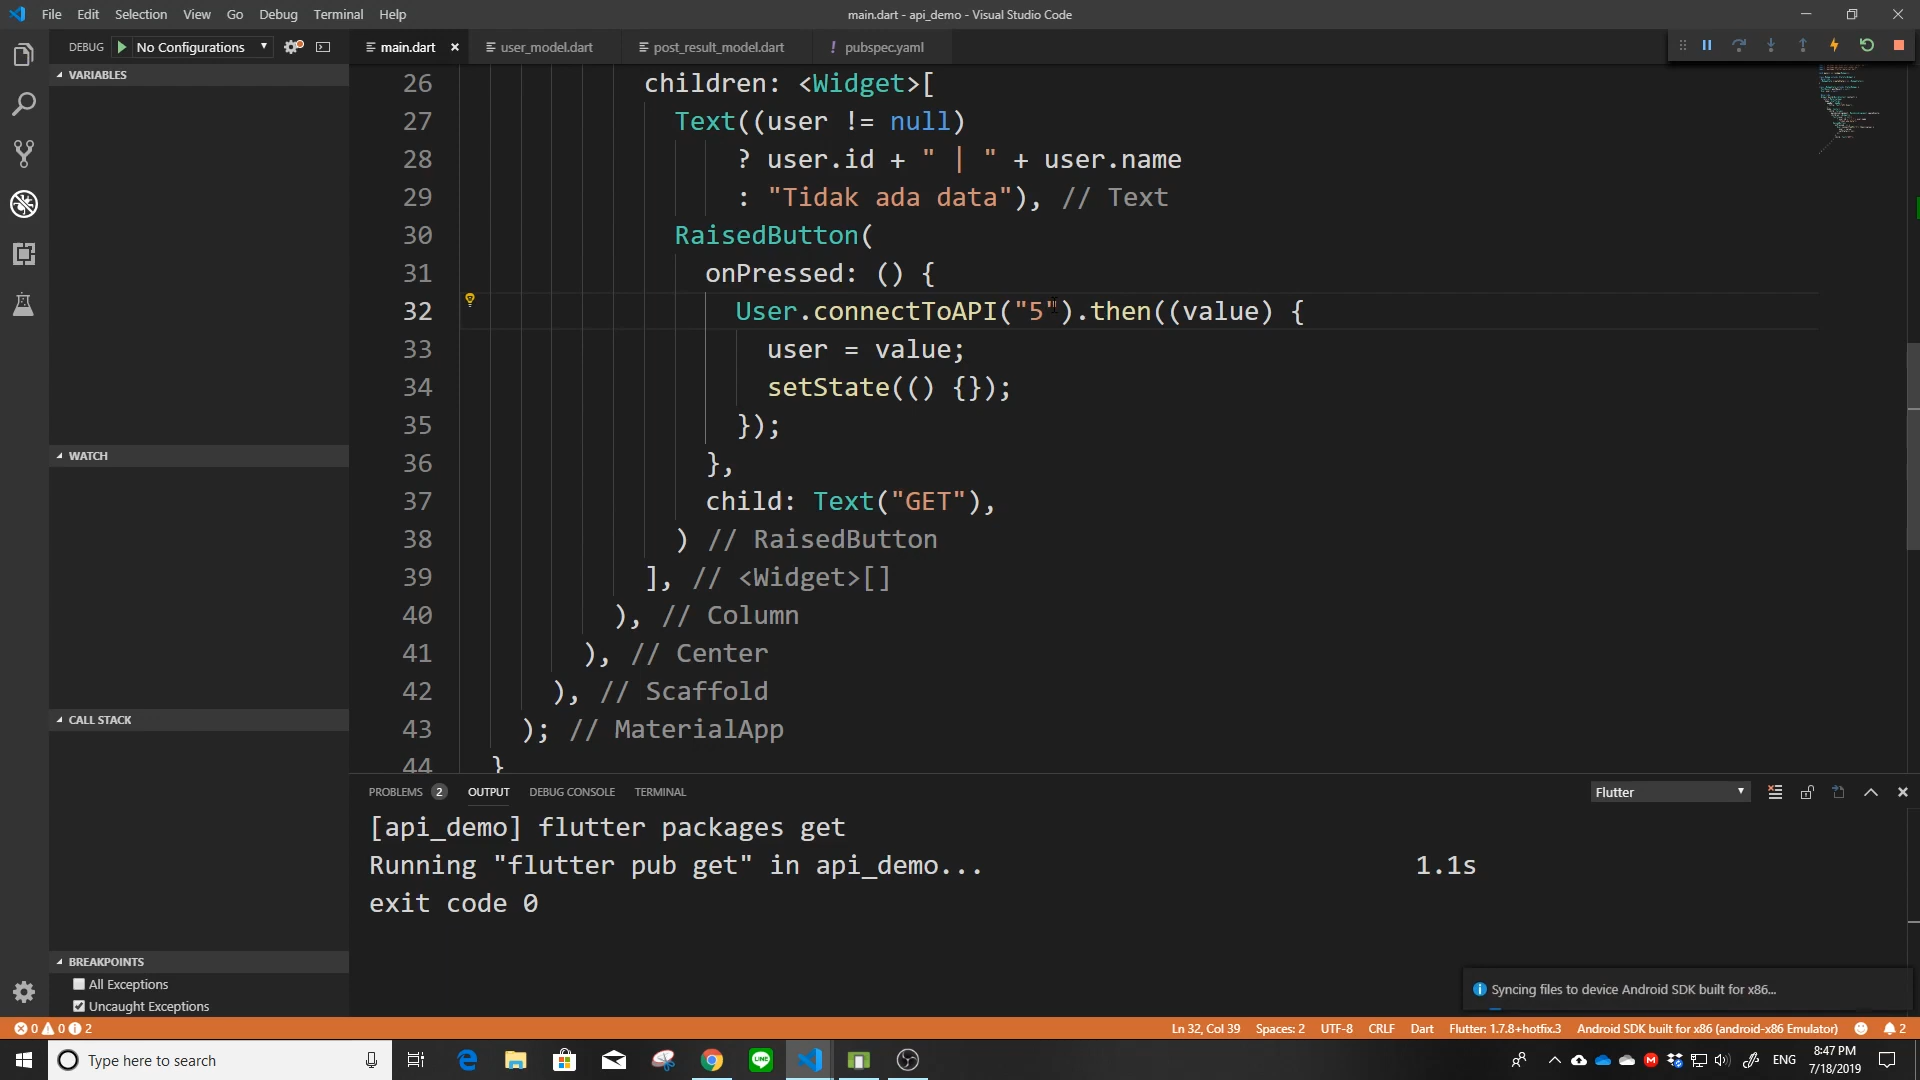 File Edit Selection View Go Debug Terminal Help
main.dart - api_demo - Visual Studio Code
DEBUG No Configurations
main.dart
user_model.dart
post_result_model.dart
! pubspec.yaml
VARIABLES
WATCH
CALL STACK
BREAKPOINTS
All Exceptions
Uncaught Exceptions
26 children: <Widget>[
27 Text((user != null)
28 ? user.id + " | " + user.name
29 : "Tidak ada data"), // Text
30 RaisedButton(
31 onPressed: () {
32 User.connectToAPI("5").then((value) {
33 user = value;
34 setState(() {});
35 });
36 },
37 child: Text("GET"),
38 ) // RaisedButton
39 ], // <Widget>[]
40 ), // Column
41 ), // Center
42 ), // Scaffold
43 ); // MaterialApp
44 }
PROBLEMS 2 OUTPUT DEBUG CONSOLE TERMINAL
Flutter
[api_demo] flutter packages get
Running "flutter pub get" in api_demo... 1.1s
exit code 0
Syncing files to device Android SDK built for x86...
0 0 2
Ln 32, Col 39 Spaces: 2 UTF-8 CRLF Dart Flutter: 1.7.8+hotfix.3 Android SDK built for x86 (android-x86 Emulator) 2
Type here to search
LINE
ENG
8:47 PM
7/18/2019